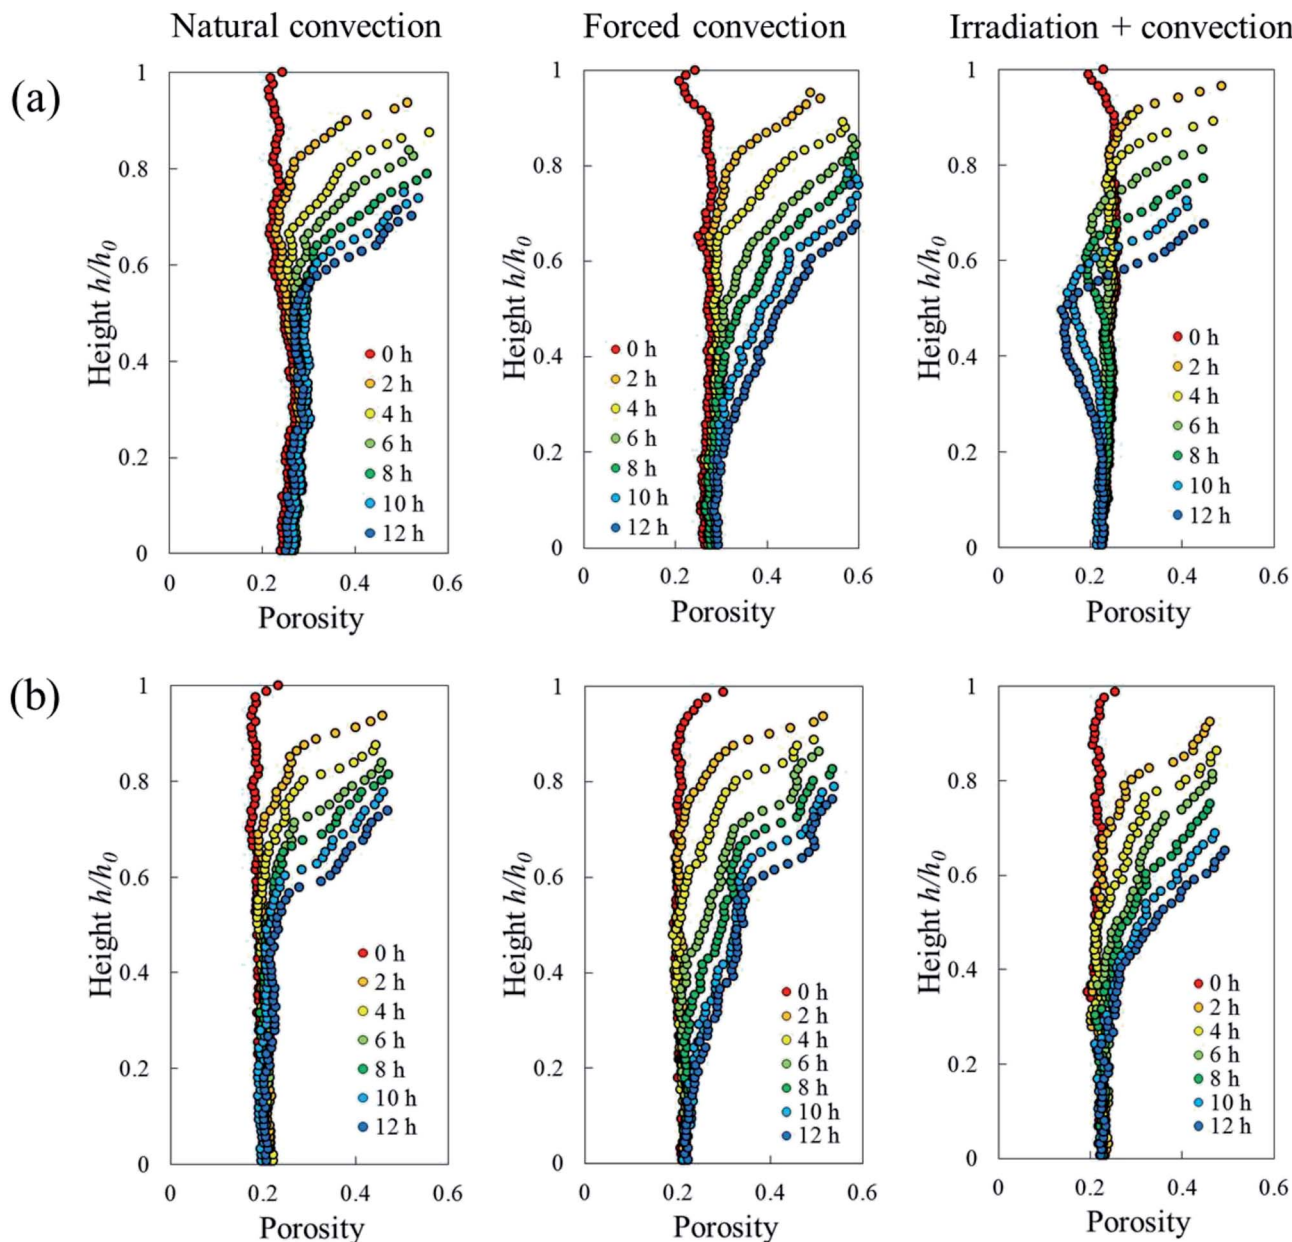 Natural convection Forced convection Irradiation + convection
(a)
1
0.8
0.6
0.4
0.2
0
Height h/h0
0 h
2 h
4 h
6 h
8 h
10 h
12 h
0 0.2 0.4 0.6
Porosity
1
0.8
0.6
0.4
0.2
0
Height h/h0
0 h
2 h
4 h
6 h
8 h
10 h
12 h
0 0.2 0.4 0.6
Porosity
1
0.8
0.6
0.4
0.2
0
Height h/h0
0 h
2 h
4 h
6 h
8 h
10 h
12 h
0 0.2 0.4 0.6
Porosity
(b)
1
0.8
0.6
0.4
0.2
0
Height h/h0
0 h
2 h
4 h
6 h
8 h
10 h
12 h
0 0.2 0.4 0.6
Porosity
1
0.8
0.6
0.4
0.2
0
Height h/h0
0 h
2 h
4 h
6 h
8 h
10 h
12 h
0 0.2 0.4 0.6
Porosity
1
0.8
0.6
0.4
0.2
0
Height h/h0
0 h
2 h
4 h
6 h
8 h
10 h
12 h
0 0.2 0.4 0.6
Porosity